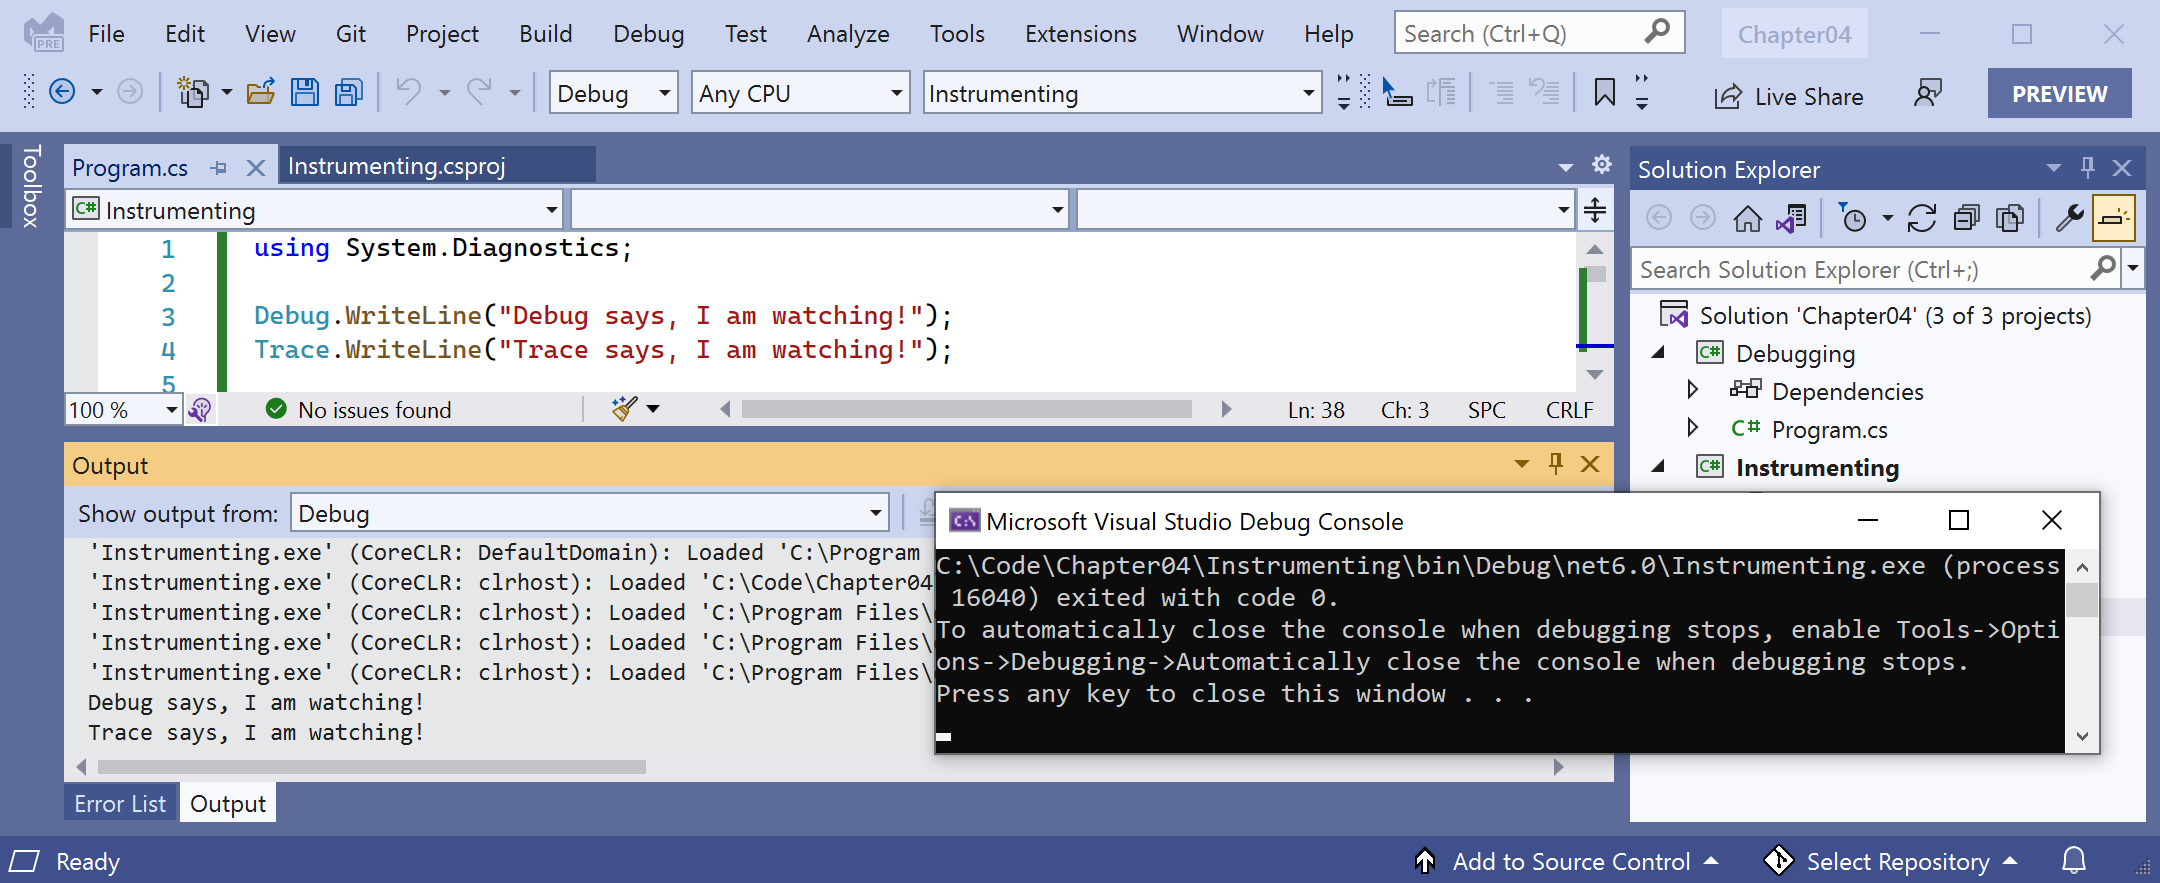 PRE File Edit View Git Project Build Debug Test Analyze Tools Extensions Window Help Search (Ctrl+Q) Chapter04
Debug Any CPU Instrumenting Live Share PREVIEW
Toolbox
Program.cs Instrumenting.csproj
C# Instrumenting
1 using System.Diagnostics;
2
3 Debug.WriteLine("Debug says, I am watching!");
4 Trace.WriteLine("Trace says, I am watching!");
5
100 % No issues found Ln: 38 Ch: 3 SPC CRLF
Output
Show output from: Debug
'Instrumenting.exe' (CoreCLR: DefaultDomain): Loaded 'C:\Program
'Instrumenting.exe' (CoreCLR: clrhost): Loaded 'C:\Code\Chapter04
'Instrumenting.exe' (CoreCLR: clrhost): Loaded 'C:\Program Files\
'Instrumenting.exe' (CoreCLR: clrhost): Loaded 'C:\Program Files\
'Instrumenting.exe' (CoreCLR: clrhost): Loaded 'C:\Program Files\
Debug says, I am watching!
Trace says, I am watching!
Error List Output
Solution Explorer
Search Solution Explorer (Ctrl+;)
Solution 'Chapter04' (3 of 3 projects)
C# Debugging
Dependencies
C# Program.cs
C# Instrumenting
C:\ Microsoft Visual Studio Debug Console
C:\Code\Chapter04\Instrumenting\bin\Debug\net6.0\Instrumenting.exe (process
16040) exited with code 0.
To automatically close the console when debugging stops, enable Tools->Opti
ons->Debugging->Automatically close the console when debugging stops.
Press any key to close this window . . .
Ready Add to Source Control Select Repository